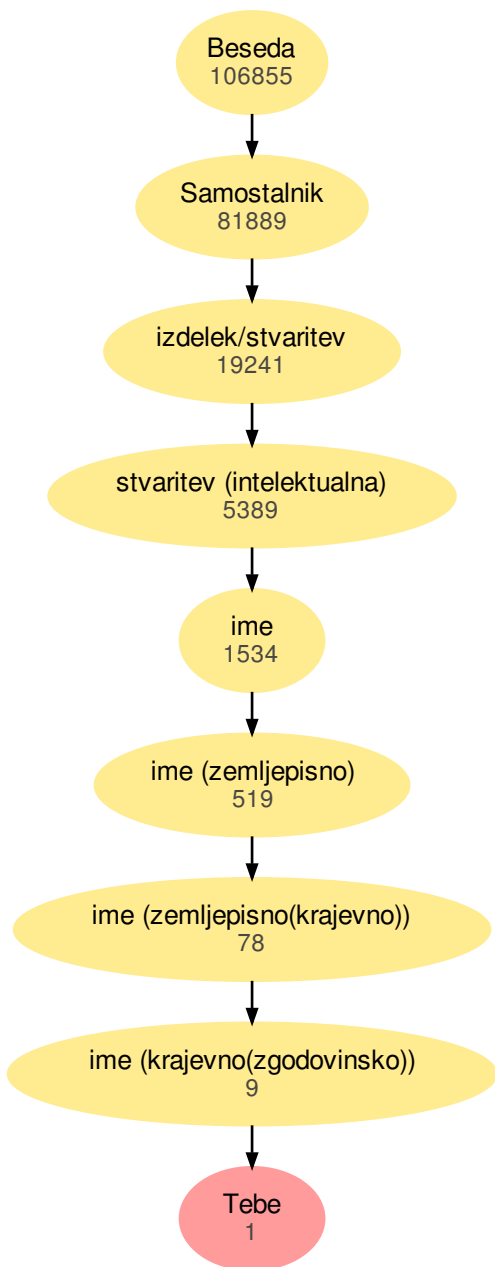 Beseda
106855
Samostalnik
81889
izdelek/stvaritev
19241
stvaritev (intelektualna)
5389
ime
1534
ime (zemljepisno)
519
ime (zemljepisno(krajevno))
78
ime (krajevno(zgodovinsko))
9
Tebe
1